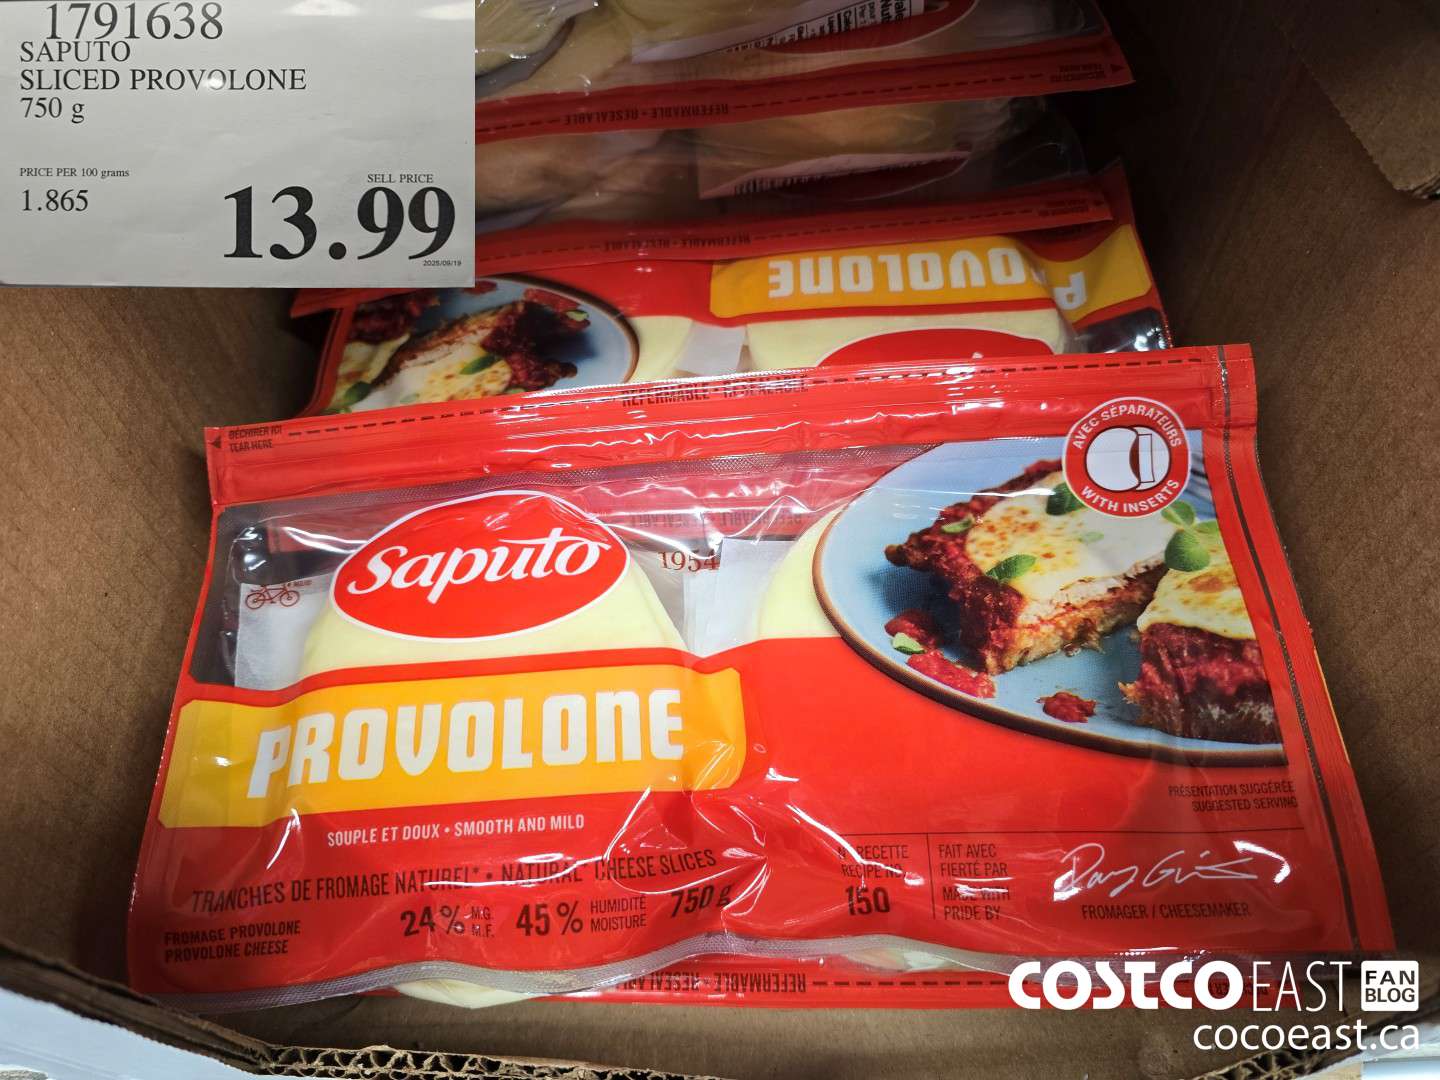 1791638
SAPUTO
SLICED PROVOLONE
750 g
PRICE PER 100 grams
1.865
SELL PRICE
13.99
2025/09/19
REFERMABLE • RESEALABLE
PROVOLONE
REFERMABLE • RESEALABLE
DÉCHIRER ICI
TEAR HERE
AVEC SÉPARATEURS
WITH INSERTS
Saputo
1954
PROVOLONE
SOUPLE ET DOUX • SMOOTH AND MILD
TRANCHES DE FROMAGE NATUREL* • NATURAL* CHEESE SLICES
24% M.G. M.F.
45% HUMIDITÉ MOISTURE
750 g
FROMAGE PROVOLONE
PROVOLONE CHEESE
PRÉSENTATION SUGGÉRÉE
SUGGESTED SERVING
N° RECETTE
RECIPE NO.
150
FAIT AVEC
FIERTÉ PAR
MADE WITH
PRIDE BY
FROMAGER / CHEESEMAKER
REFERMABLE • RESEALABLE
COSTCO EAST FAN BLOG
cocoeast.ca